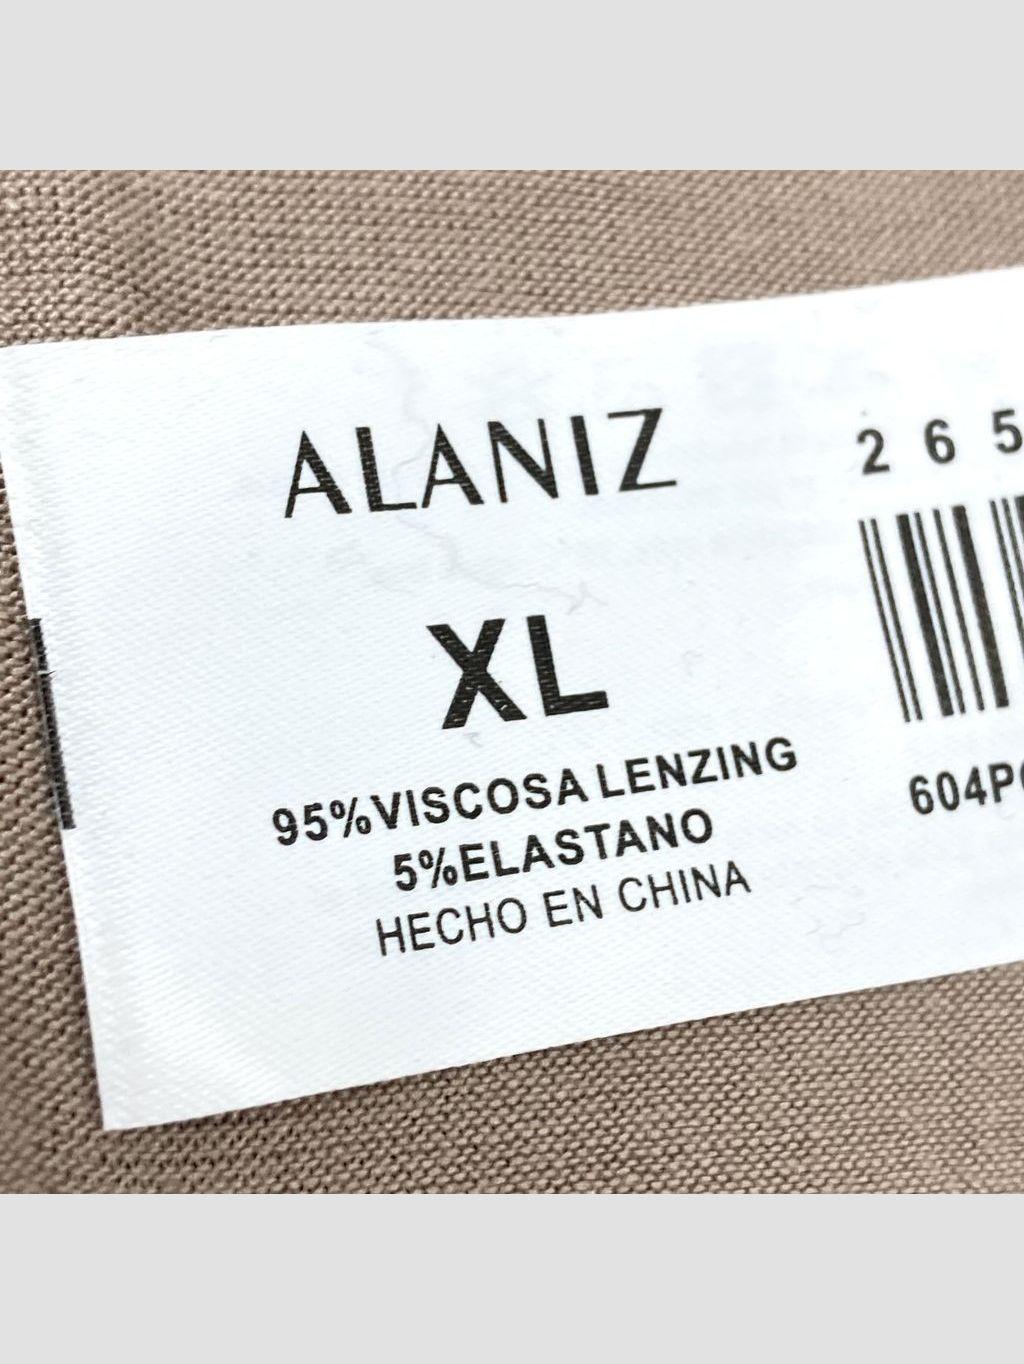 ALANIZ
XL
95%VISCOSA LENZING
5%ELASTANO
HECHO EN CHINA
2 6 5
604P